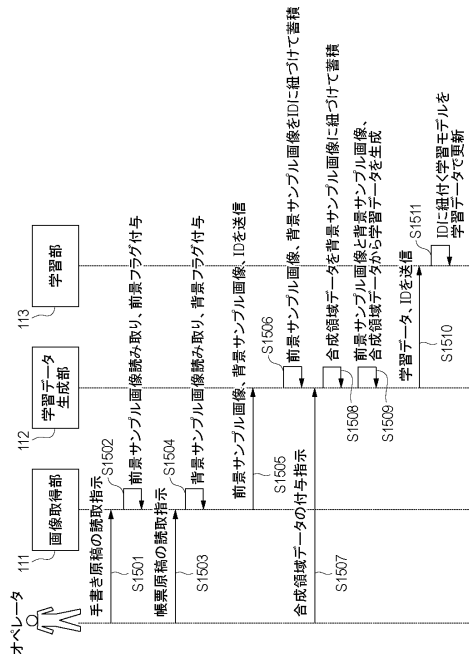 オペレータ
111
画像取得部
112
学習データ
生成部
113
学習部
手書き原稿の読取指示
S1501
S1502
前景サンプル画像読み取り、前景フラグ付与
帳票原稿の読取指示
S1503
S1504
背景サンプル画像読み取り、背景フラグ付与
前景サンプル画像、背景サンプル画像、IDを送信
S1505
S1506
前景サンプル画像、背景サンプル画像をIDに紐づけて蓄積
合成領域データの付与指示
S1507
合成領域データを背景サンプル画像に紐づけて蓄積
S1508
前景サンプル画像と背景サンプル画像、
合成領域データから学習データを生成
S1509
学習データ、IDを送信
S1510
S1511
IDに紐付く学習モデルを
学習データで更新